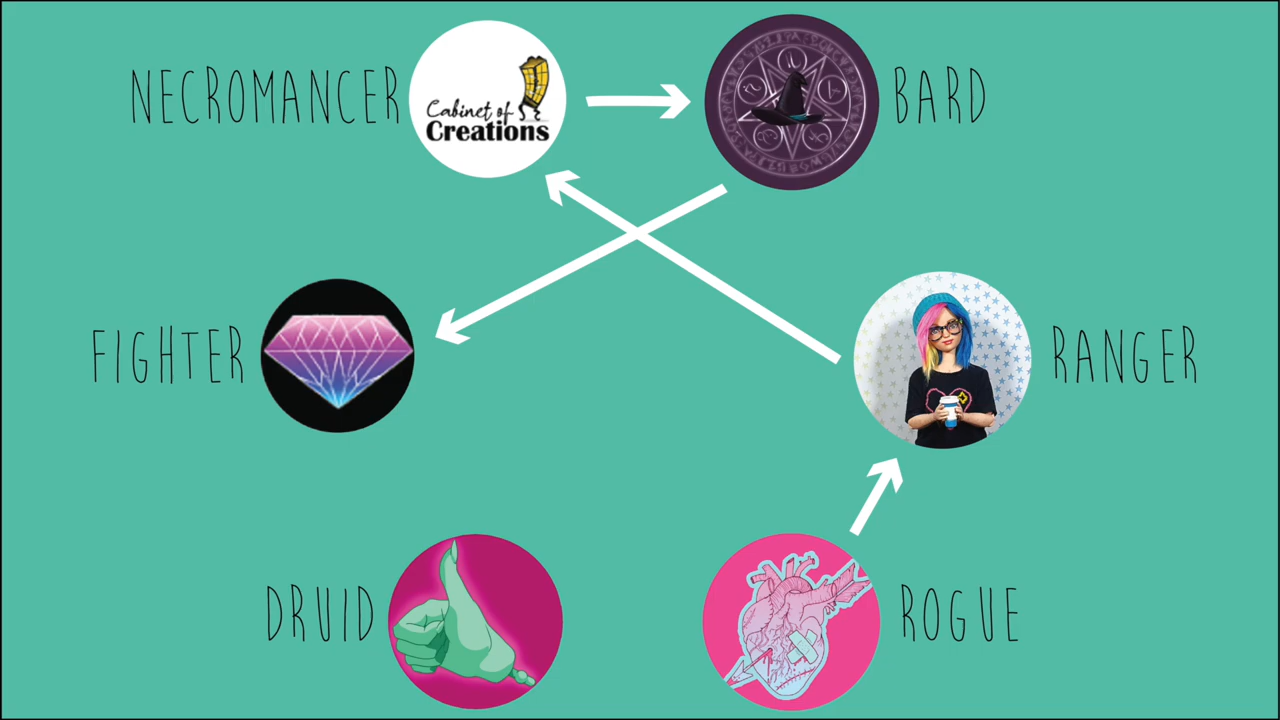 NECROMANCER
Cabinet of
Creations
BARD
FIGHTER
RANGER
DRUID
ROGUE